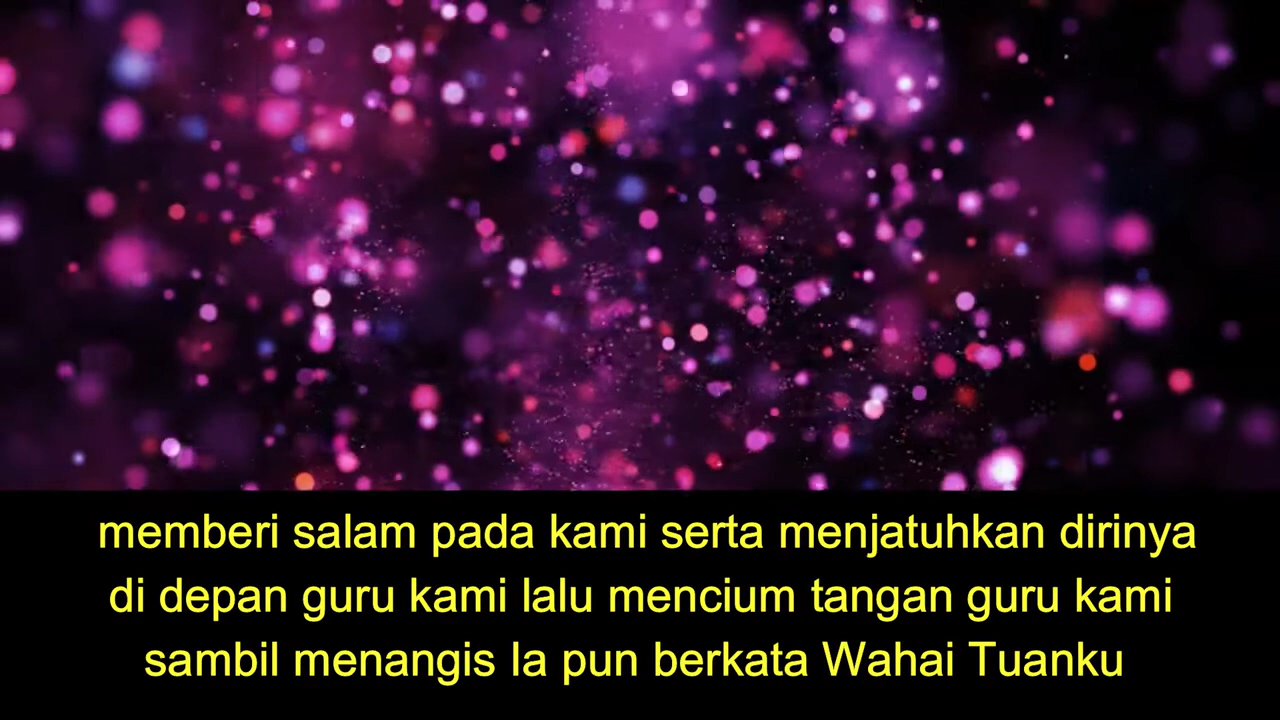 memberi salam pada kami serta menjatuhkan dirinya
di depan guru kami lalu mencium tangan guru kami
sambil menangis Ia pun berkata Wahai Tuanku